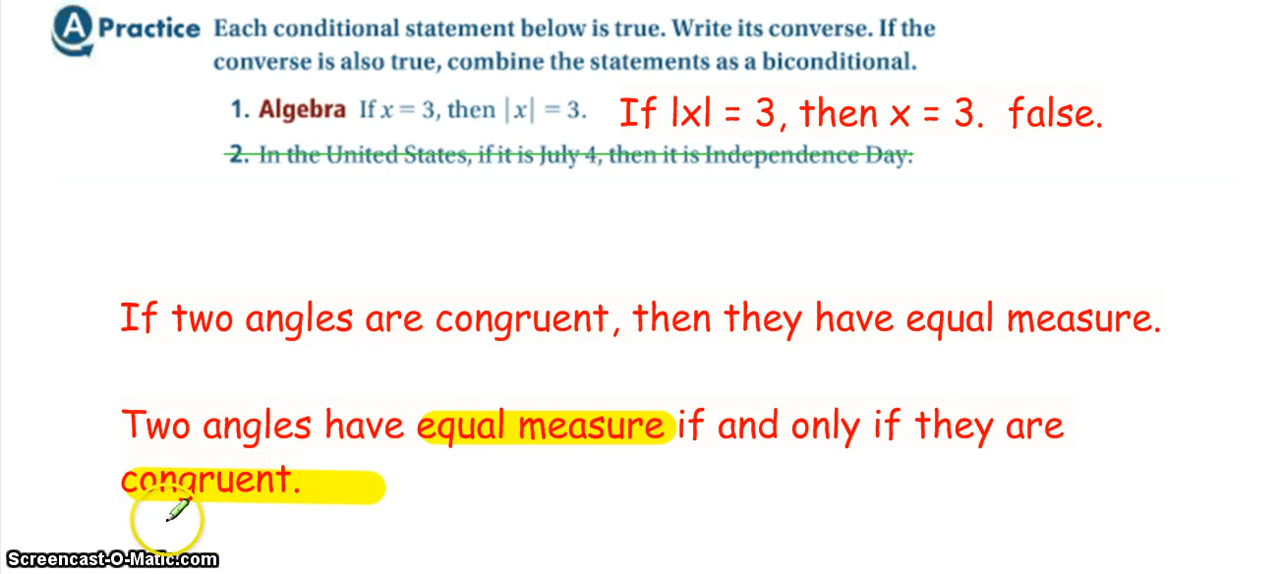 A Practice Each conditional statement below is true. Write its converse. If the
converse is also true, combine the statements as a biconditional.
1. Algebra If x = 3, then |x| = 3. If |x| = 3, then x = 3. false.
2. In the United States, if it is July 4, then it is Independence Day.
If two angles are congruent, then they have equal measure.
Two angles have equal measure if and only if they are
congruent.
Screencast-O-Matic.com